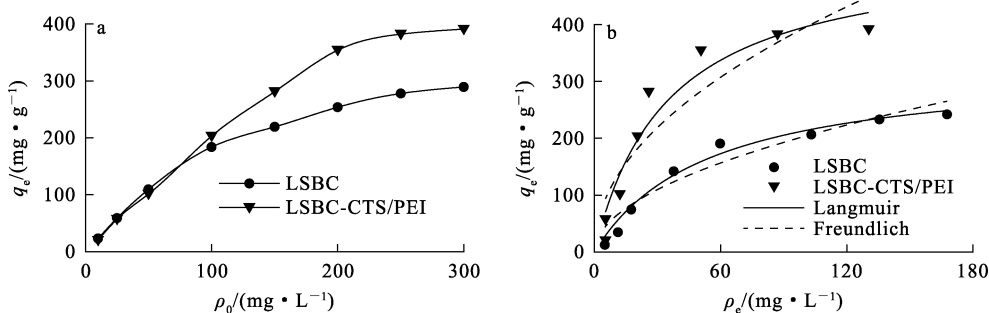 a
400
300
200
100
0
qe/(mg • g−1)
LSBC
LSBC-CTS/PEI
0
100
200
300
ρ0/(mg • L−1)
b
400
300
200
100
0
qe/(mg • g−1)
LSBC
LSBC-CTS/PEI
Langmuir
Freundlich
0
60
120
180
ρe/(mg • L−1)